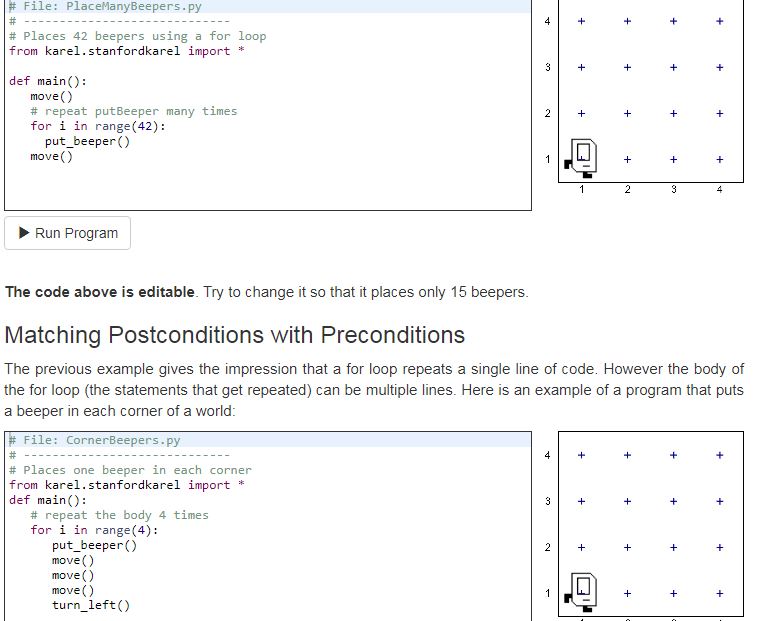 # File: PlaceManyBeepers.py
# -----------------------------
# Places 42 beepers using a for loop
from karel.stanfordkarel import *
def main():
move()
# repeat putBeeper many times
for i in range(42):
put_beeper()
move()
4
3
2
1
1 2 3 4
Run Program
The code above is editable. Try to change it so that it places only 15 beepers.
Matching Postconditions with Preconditions
The previous example gives the impression that a for loop repeats a single line of code. However the body of
the for loop (the statements that get repeated) can be multiple lines. Here is an example of a program that puts
a beeper in each corner of a world:
# File: CornerBeepers.py
# -----------------------------
# Places one beeper in each corner
from karel.stanfordkarel import *
def main():
# repeat the body 4 times
for i in range(4):
put_beeper()
move()
move()
move()
turn_left()
4
3
2
1